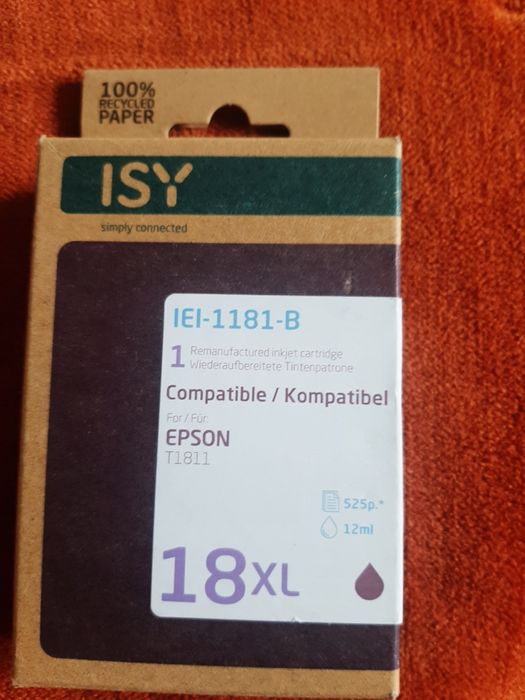 100%
RECYCLED
PAPER
ISY
simply connected
IEI-1181-B
1 Remanufactured inkjet cartridge
Wiederaufbereitete Tintenpatrone
Compatible / Kompatibel
For / Für:
EPSON
T1811
525p.*
12ml
18XL